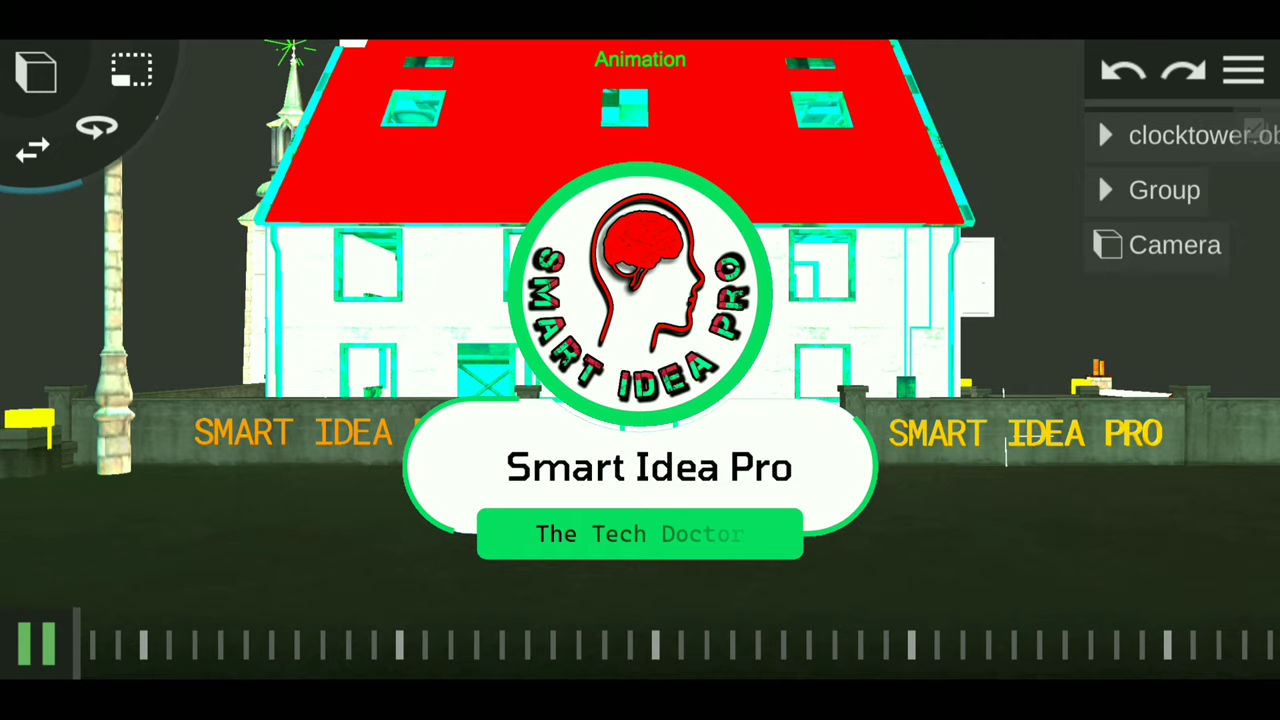 Animation
clocktower.ob
Group
Camera
SMART IDEA PRO
SMART IDEA
SMART IDEA PRO
Smart Idea Pro
The Tech Doctor